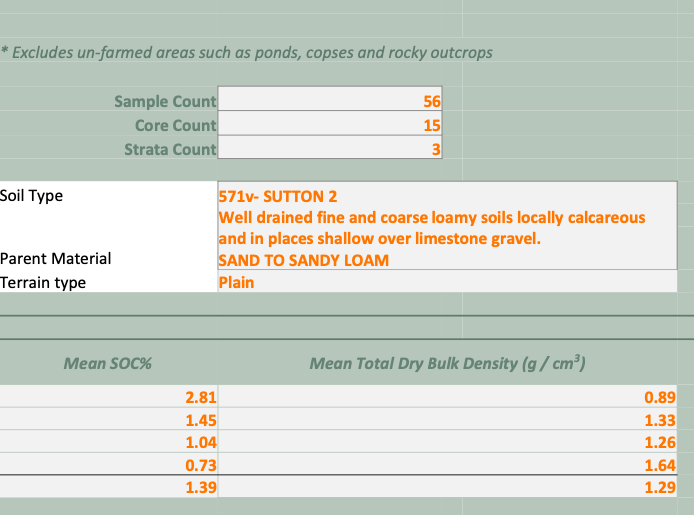 * Excludes un-farmed areas such as ponds, copses and rocky outcrops
Sample Count 56
Core Count 15
Strata Count 3
Soil Type 571v- SUTTON 2
Well drained fine and coarse loamy soils locally calcareous
and in places shallow over limestone gravel.
Parent Material SAND TO SANDY LOAM
Terrain type Plain
Mean SOC% Mean Total Dry Bulk Density (g / cm³)
2.81 0.89
1.45 1.33
1.04 1.26
0.73 1.64
1.39 1.29